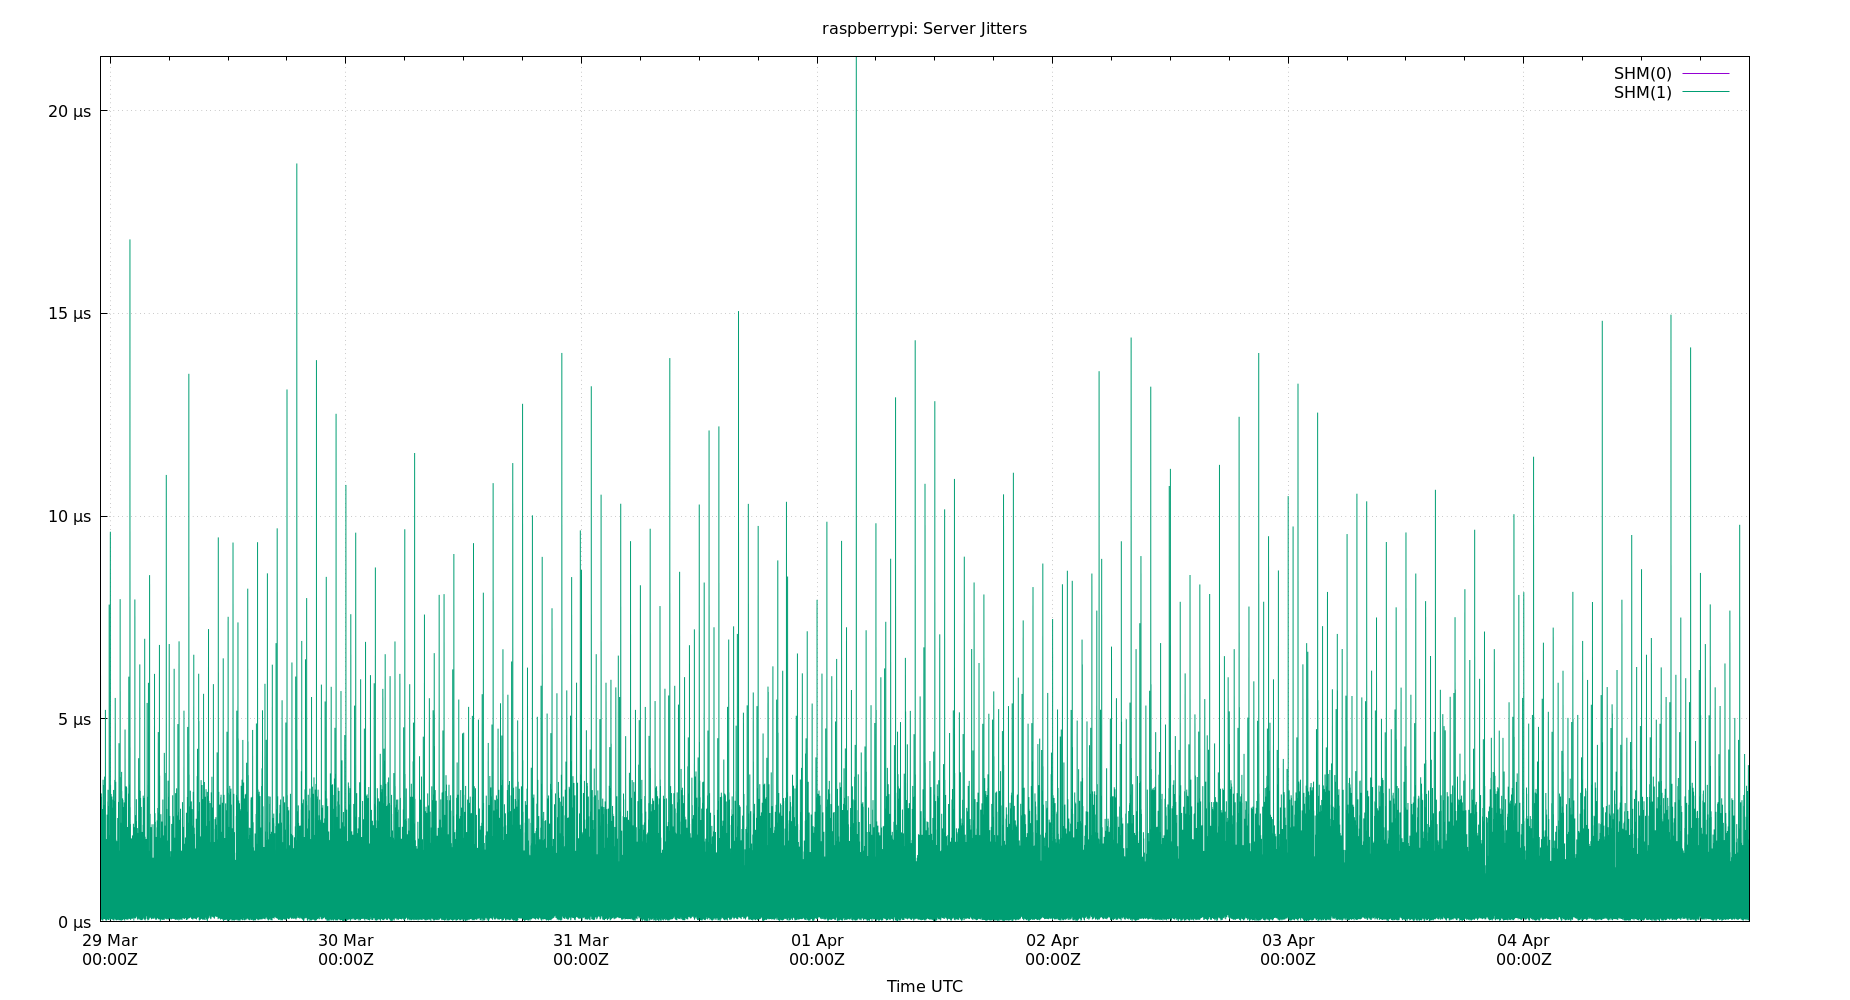 raspberrypi: Server Jitters
SHM(0)
SHM(1)
20 µs
15 µs
10 µs
5 µs
0 µs
29 Mar 30 Mar 31 Mar 01 Apr 02 Apr 03 Apr 04 Apr
00:00Z 00:00Z 00:00Z 00:00Z 00:00Z 00:00Z 00:00Z
Time UTC